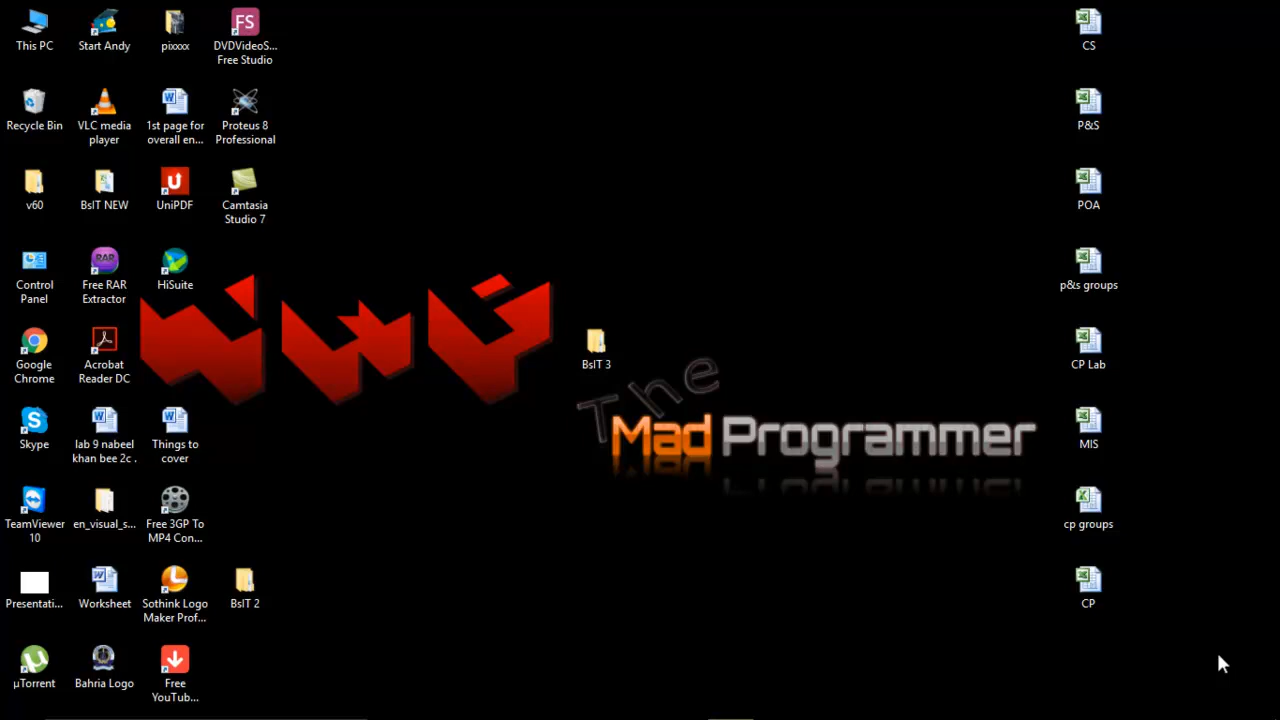 This PC
Start Andy
pixxxx
DVDVideoS...
Free Studio
CS
Recycle Bin
VLC media
player
1st page for
overall en...
Proteus 8
Professional
P&S
v60
BsIT NEW
UniPDF
Camtasia
Studio 7
POA
Control
Panel
Free RAR
Extractor
HiSuite
p&s groups
Google
Chrome
Acrobat
Reader DC
BsIT 3
CP Lab
The
Mad Programmer
Skype
lab 9 nabeel
khan bee 2c .
Things to
cover
MIS
TeamViewer
10
en_visual_s...
Free 3GP To
MP4 Con...
cp groups
Presentati...
Worksheet
Sothink Logo
Maker Prof...
BsIT 2
CP
µTorrent
Bahria Logo
Free
YouTub...